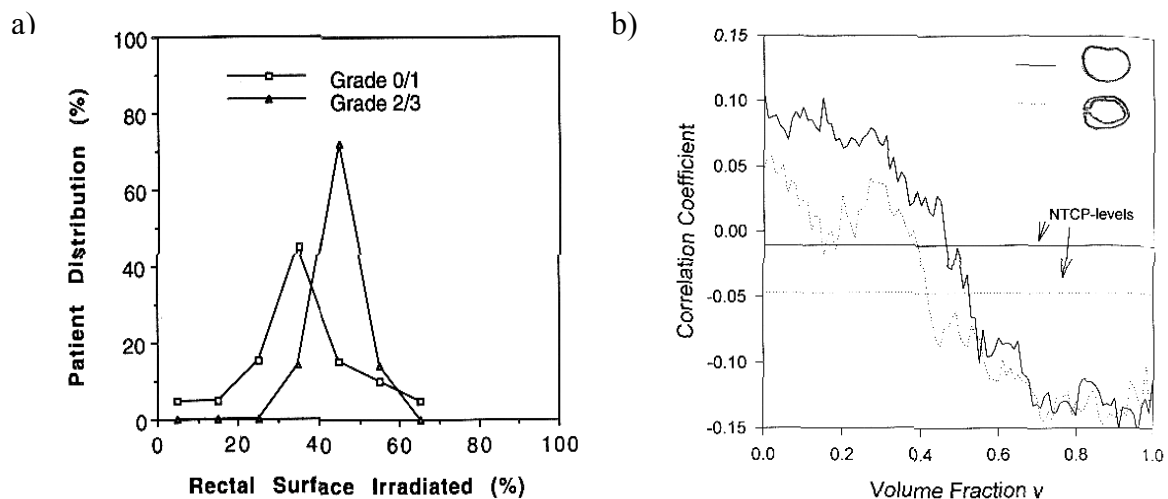 a)
100
80
60
40
20
0
Patient Distribution (%)
Grade 0/1
Grade 2/3
0 20 40 60 80 100
Rectal Surface Irradiated (%)
b)
0.15
0.10
0.05
0.00
-0.05
-0.10
-0.15
Correlation Coefficient
NTCP-levels
0.0 0.2 0.4 0.6 0.8 1.0
Volume Fraction v